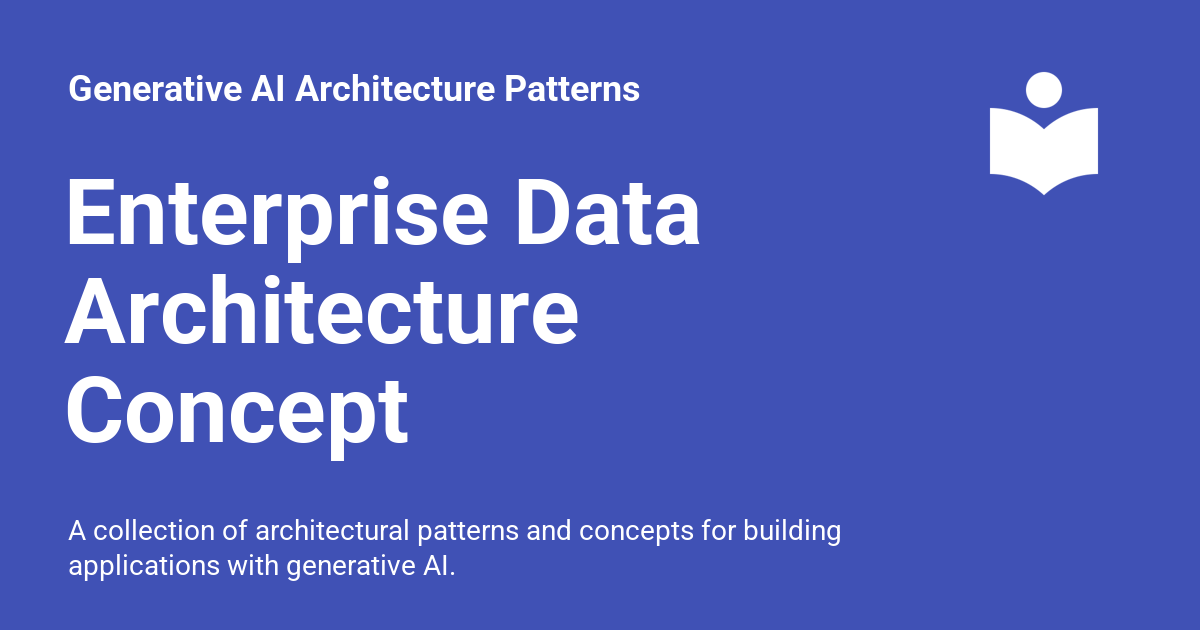 Generative AI Architecture Patterns
Enterprise Data
Architecture
Concept
A collection of architectural patterns and concepts for building
applications with generative AI.